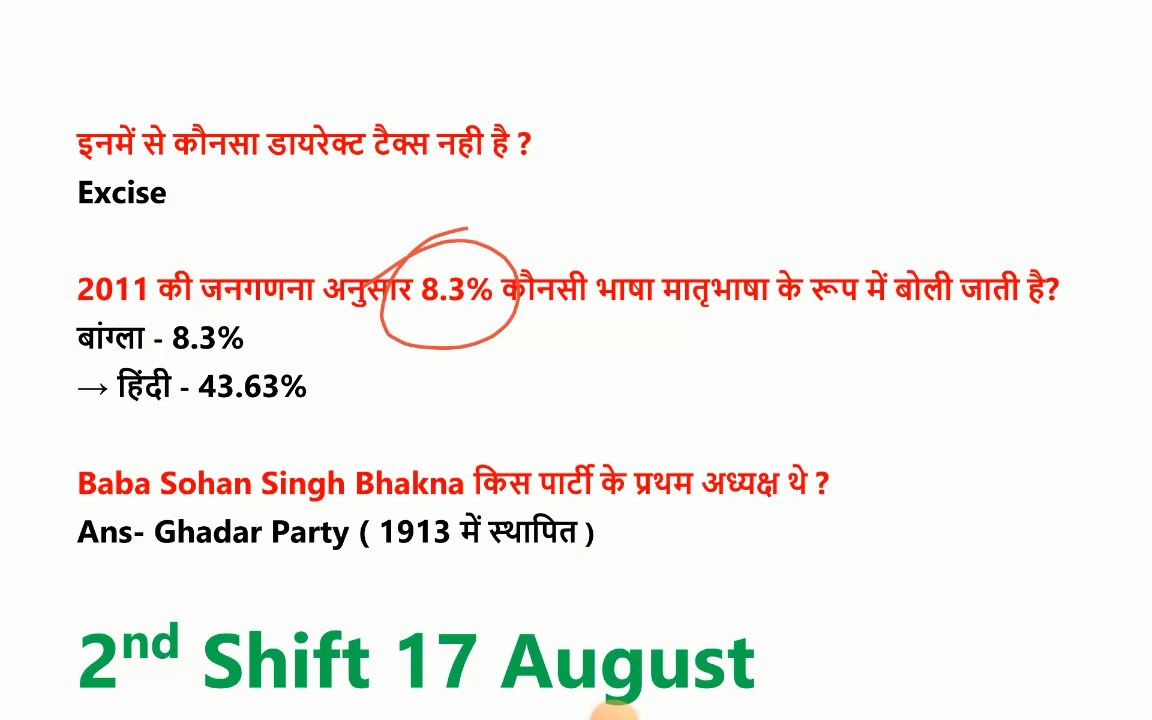 इनमें से कौनसा डायरेक्ट टैक्स नही है ?
Excise
2011 की जनगणना अनुसार 8.3% कौनसी भाषा मातृभाषा के रूप में बोली जाती है?
बांग्ला - 8.3%
→ हिंदी - 43.63%
Baba Sohan Singh Bhakna किस पार्टी के प्रथम अध्यक्ष थे ?
Ans- Ghadar Party ( 1913 में स्थापित )
2nd Shift 17 August